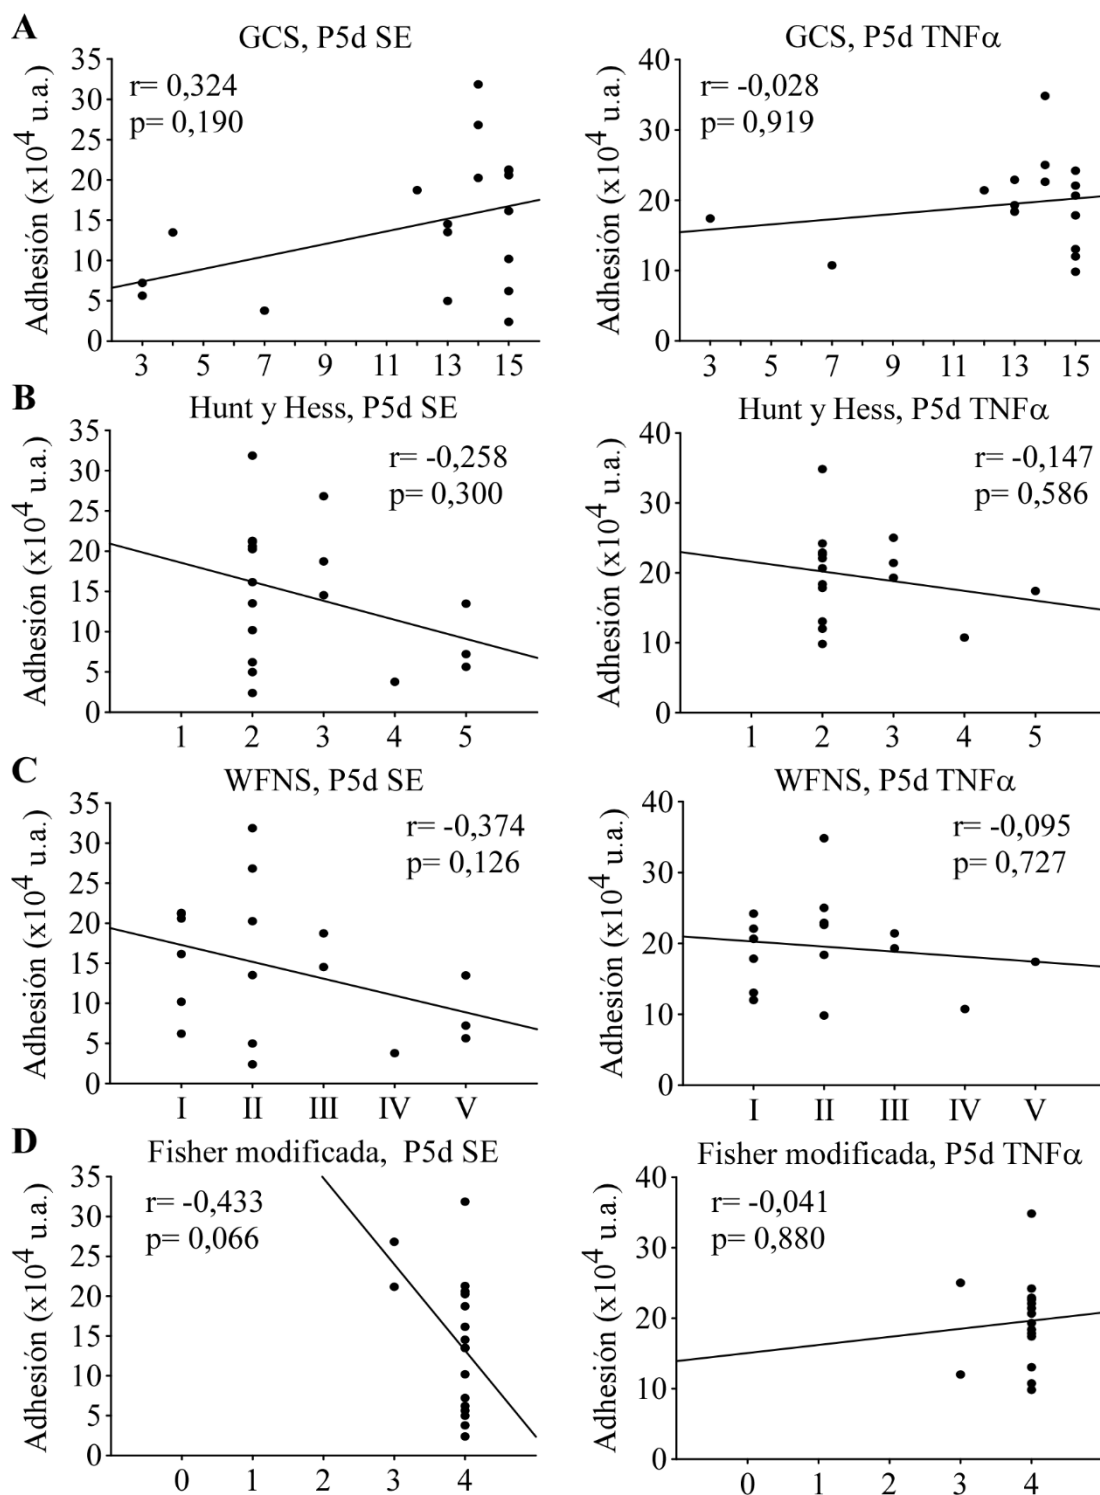 A
GCS, P5d SE
r= 0,324
p= 0,190
Adhesión (x10⁴ u.a.)
35
30
25
20
15
10
5
0
3 5 7 9 11 13 15
GCS, P5d TNFα
r= -0,028
p= 0,919
Adhesión (x10⁴ u.a.)
40
30
20
10
0
3 5 7 9 11 13 15
B
Hunt y Hess, P5d SE
r= -0,258
p= 0,300
Adhesión (x10⁴ u.a.)
35
30
25
20
15
10
5
0
1 2 3 4 5
Hunt y Hess, P5d TNFα
r= -0,147
p= 0,586
Adhesión (x10⁴ u.a.)
40
30
20
10
0
1 2 3 4 5
C
WFNS, P5d SE
r= -0,374
p= 0,126
Adhesión (x10⁴ u.a.)
35
30
25
20
15
10
5
0
I II III IV V
WFNS, P5d TNFα
r= -0,095
p= 0,727
Adhesión (x10⁴ u.a.)
40
30
20
10
0
I II III IV V
D
Fisher modificada, P5d SE
r= -0,433
p= 0,066
Adhesión (x10⁴ u.a.)
35
30
25
20
15
10
5
0
0 1 2 3 4
Fisher modificada, P5d TNFα
r= -0,041
p= 0,880
Adhesión (x10⁴ u.a.)
40
30
20
10
0
0 1 2 3 4